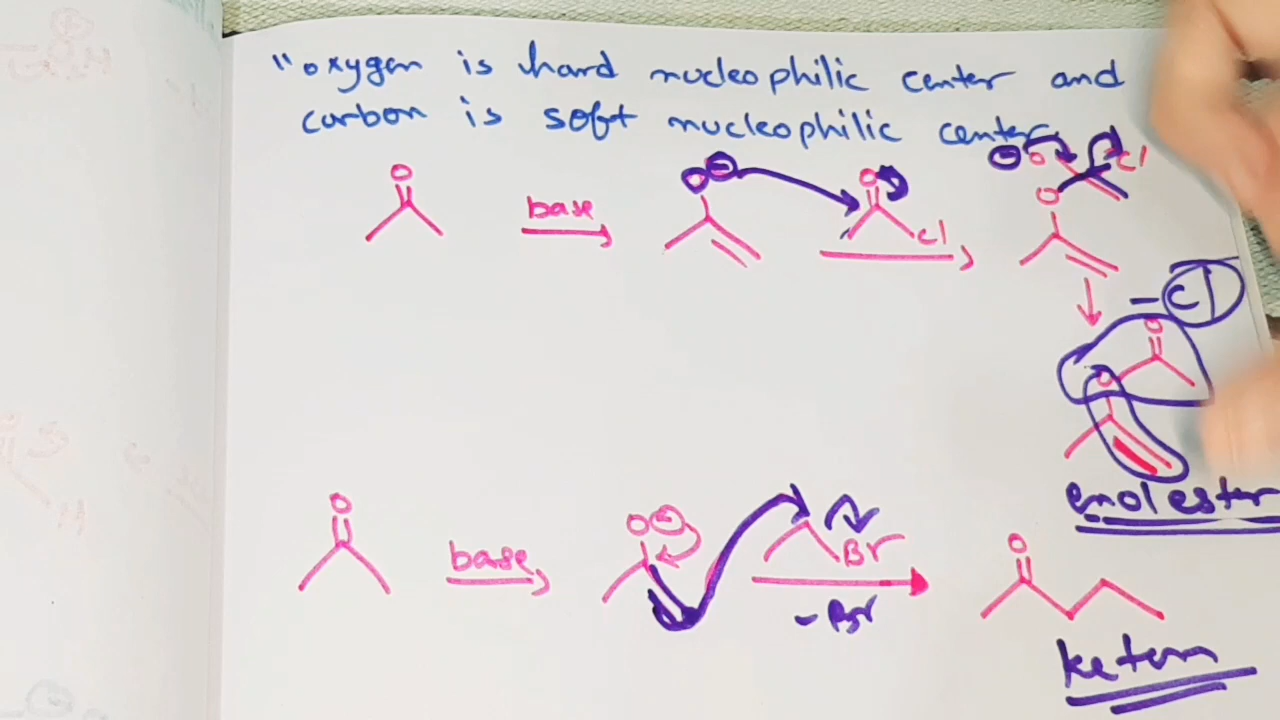 "oxygen is hard nucleophilic center and
carbon is soft nucleophilic center
O
base
O⊖
O
Cl
⊖O
Cl
O
-Cl
O
O
enolester
O
base
O⊖
Br
-Br
O
ketom